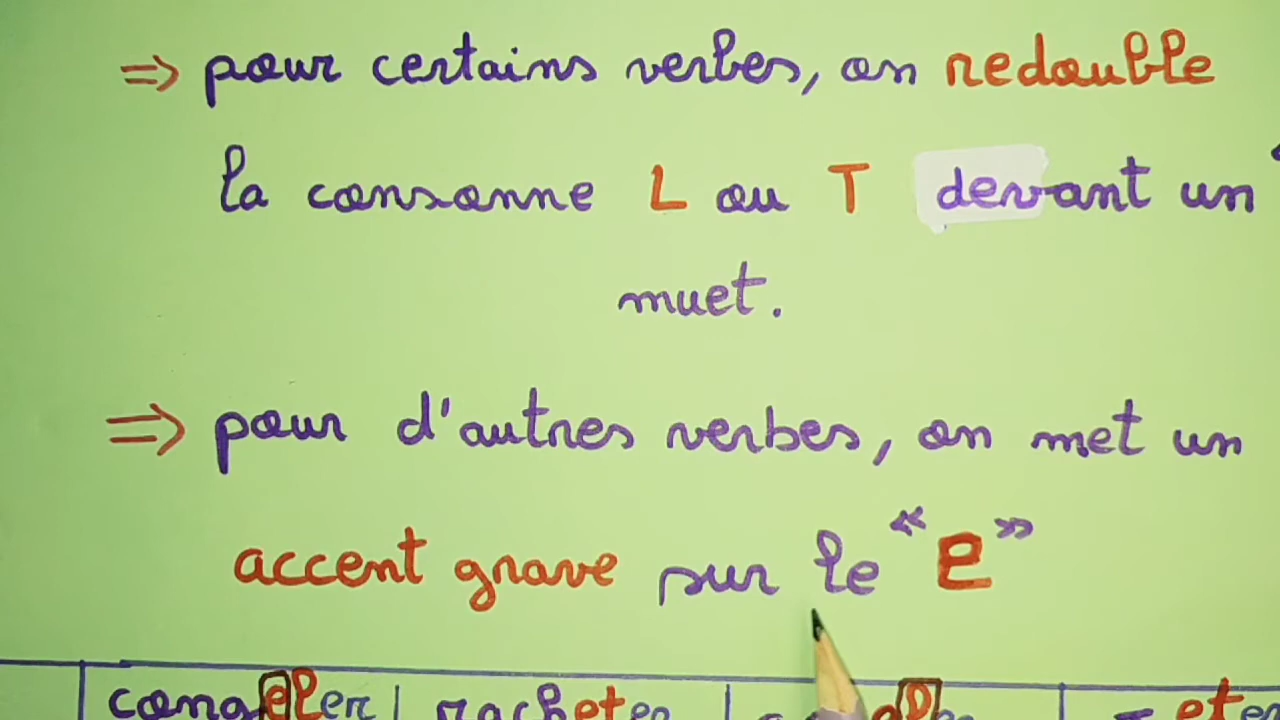 ⇒ pour certains verbes, on redouble
la consonne L ou T devant un
muet.
⇒ pour d'autres verbes, on met un
accent grave sur le "E"
congeler racheter